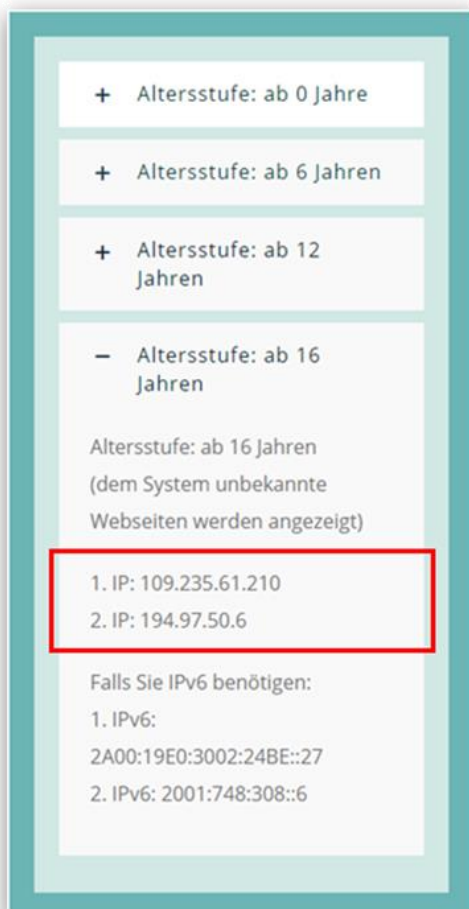 + Altersstufe: ab 0 Jahre
+ Altersstufe: ab 6 Jahren
+ Altersstufe: ab 12
Jahren
− Altersstufe: ab 16
Jahren
Altersstufe: ab 16 Jahren
(dem System unbekannte
Webseiten werden angezeigt)
1. IP: 109.235.61.210
2. IP: 194.97.50.6
Falls Sie IPv6 benötigen:
1. IPv6:
2A00:19E0:3002:24BE::27
2. IPv6: 2001:748:308::6